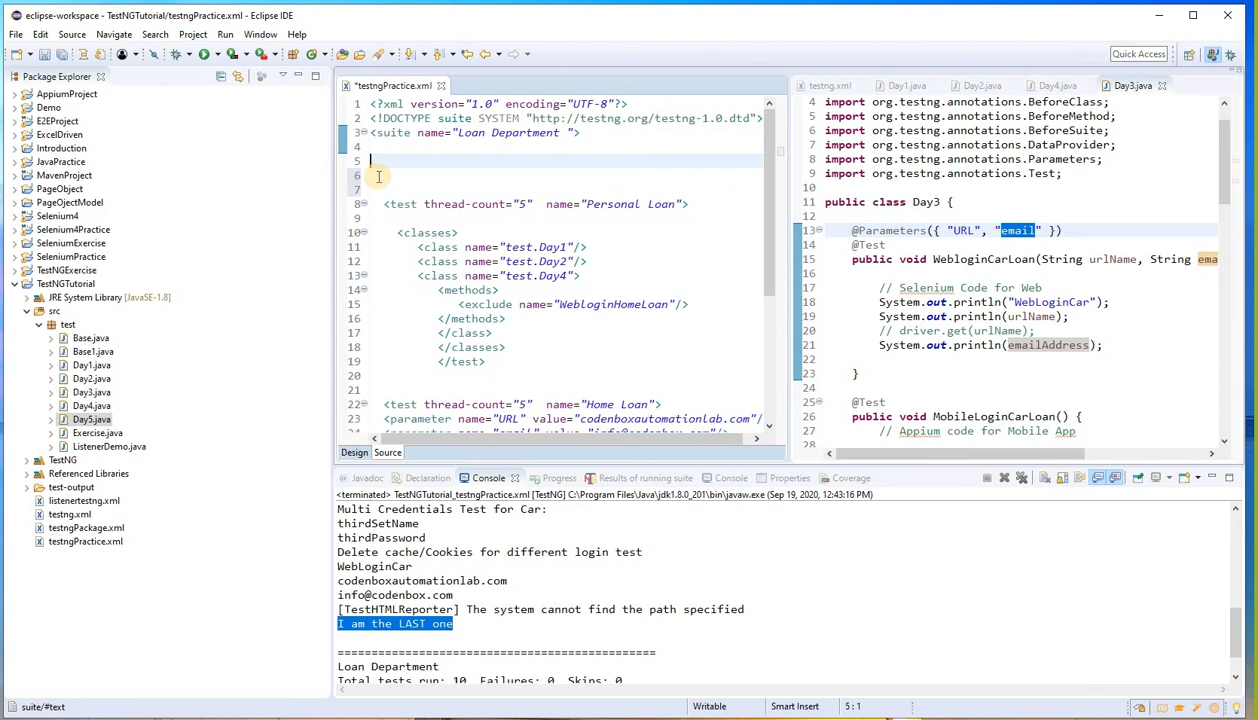 eclipse-workspace - TestNGTutorial/testngPractice.xml - Eclipse IDE
File Edit Source Navigate Search Project Run Window Help
Quick Access
Package Explorer
AppiumProject
Demo
E2EProject
ExcelDriven
Introduction
JavaPractice
MavenProject
PageObject
PageOjectModel
Selenium4
Selenium4Practice
SeleniumExercise
SeleniumPractice
TestNGExercise
TestNGTutorial
JRE System Library [JavaSE-1.8]
src
test
Base.java
Base1.java
Day1.java
Day2.java
Day3.java
Day4.java
Day5.java
Exercise.java
ListenerDemo.java
TestNG
Referenced Libraries
test-output
listenertestng.xml
testng.xml
testngPackage.xml
testngPractice.xml
*testngPractice.xml
1 <?xml version="1.0" encoding="UTF-8"?>
2 <!DOCTYPE suite SYSTEM "http://testng.org/testng-1.0.dtd">
3 <suite name="Loan Department ">
4
5
6
7
8 <test thread-count="5" name="Personal Loan">
9
10 <classes>
11 <class name="test.Day1"/>
12 <class name="test.Day2"/>
13 <class name="test.Day4">
14 <methods>
15 <exclude name="WebLoginHomeLoan"/>
16 </methods>
17 </class>
18 </classes>
19 </test>
20
21
22 <test thread-count="5" name="Home Loan">
23 <parameter name="URL" value="codenboxautomationlab.com"/
24 <parameter name="email" value="info@codenbox.com"/>
Design Source
testng.xml Day1.java Day2.java Day4.java Day3.java
4 import org.testng.annotations.BeforeClass;
5 import org.testng.annotations.BeforeMethod;
6 import org.testng.annotations.BeforeSuite;
7 import org.testng.annotations.DataProvider;
8 import org.testng.annotations.Parameters;
9 import org.testng.annotations.Test;
10
11 public class Day3 {
12
13 @Parameters({ "URL", "email" })
14 @Test
15 public void WebloginCarLoan(String urlName, String ema
16
17 // Selenium Code for Web
18 System.out.println("WebLoginCar");
19 System.out.println(urlName);
20 // driver.get(urlName);
21 System.out.println(emailAddress);
22
23 }
24
25 @Test
26 public void MobileLoginCarLoan() {
27 // Appium code for Mobile App
28
Javadoc Declaration Console Progress Results of running suite Console Properties Coverage
<terminated> TestNGTutorial_testngPractice.xml [TestNG] C:\Program Files\Java\jdk1.8.0_201\bin\javaw.exe (Sep 19, 2020, 12:43:16 PM)
Multi Credentials Test for Car:
thirdSetName
thirdPassword
Delete cache/Cookies for different login test
WebLoginCar
codenboxautomationlab.com
info@codenbox.com
[TestHTMLReporter] The system cannot find the path specified
I am the LAST one
===============================================
Loan Department
Total tests run: 10, Failures: 0, Skips: 0
suite/#text
Writable Smart Insert 5 : 1